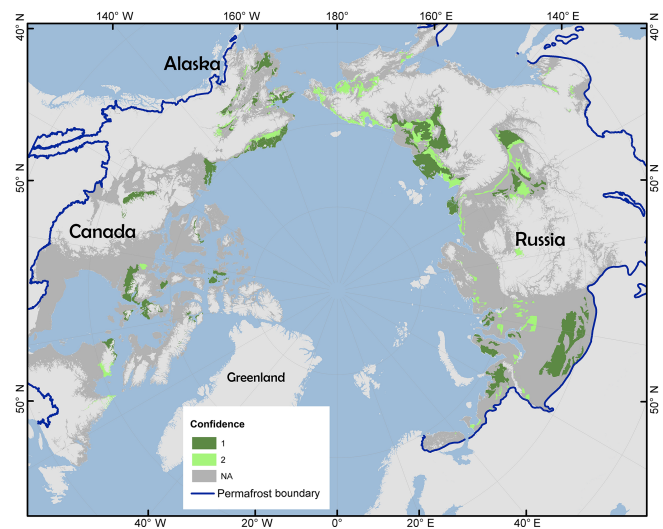 140° W 160° W 180° 160° E 140° E
40° N
40° N
Alaska
50° N
50° N
Canada
Russia
Greenland
50° N
50° N
Confidence
1
2
NA
Permafrost boundary
40° W 20° W 0° 20° E 40° E